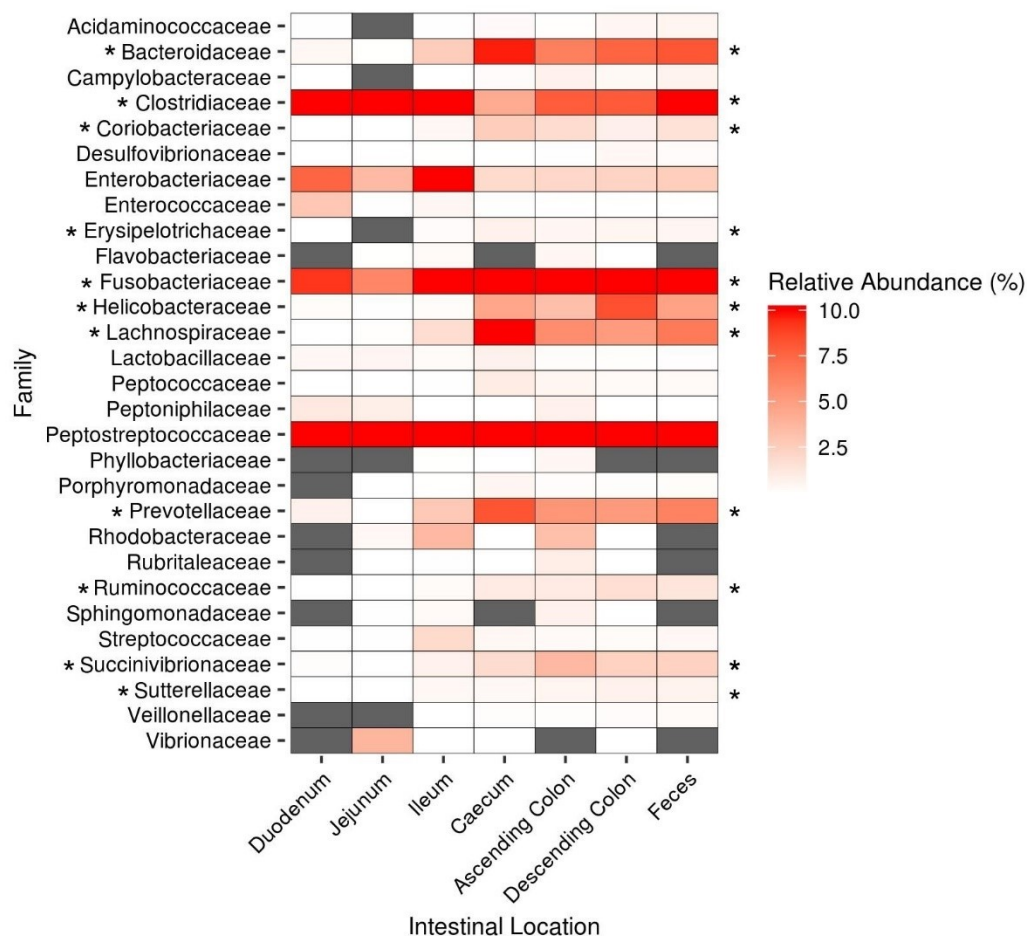 Acidaminococcaceae
* Bacteroidaceae *
Campylobacteraceae
* Clostridiaceae *
* Coriobacteriaceae *
Desulfovibrionaceae
Enterobacteriaceae
Enterococcaceae
* Erysipelotrichaceae *
Flavobacteriaceae
* Fusobacteriaceae *
* Helicobacteraceae *
* Lachnospiraceae *
Lactobacillaceae
Peptococcaceae
Peptoniphilaceae
Peptostreptococcaceae
Phyllobacteriaceae
Porphyromonadaceae
* Prevotellaceae *
Rhodobacteraceae
Rubritaleaceae
* Ruminococcaceae *
Sphingomonadaceae
Streptococcaceae
* Succinivibrionaceae *
* Sutterellaceae *
Veillonellaceae
Vibrionaceae
Family
Duodenum
Jejunum
Ileum
Caecum
Ascending Colon
Descending Colon
Feces
Intestinal Location
Relative Abundance (%)
10.0
7.5
5.0
2.5